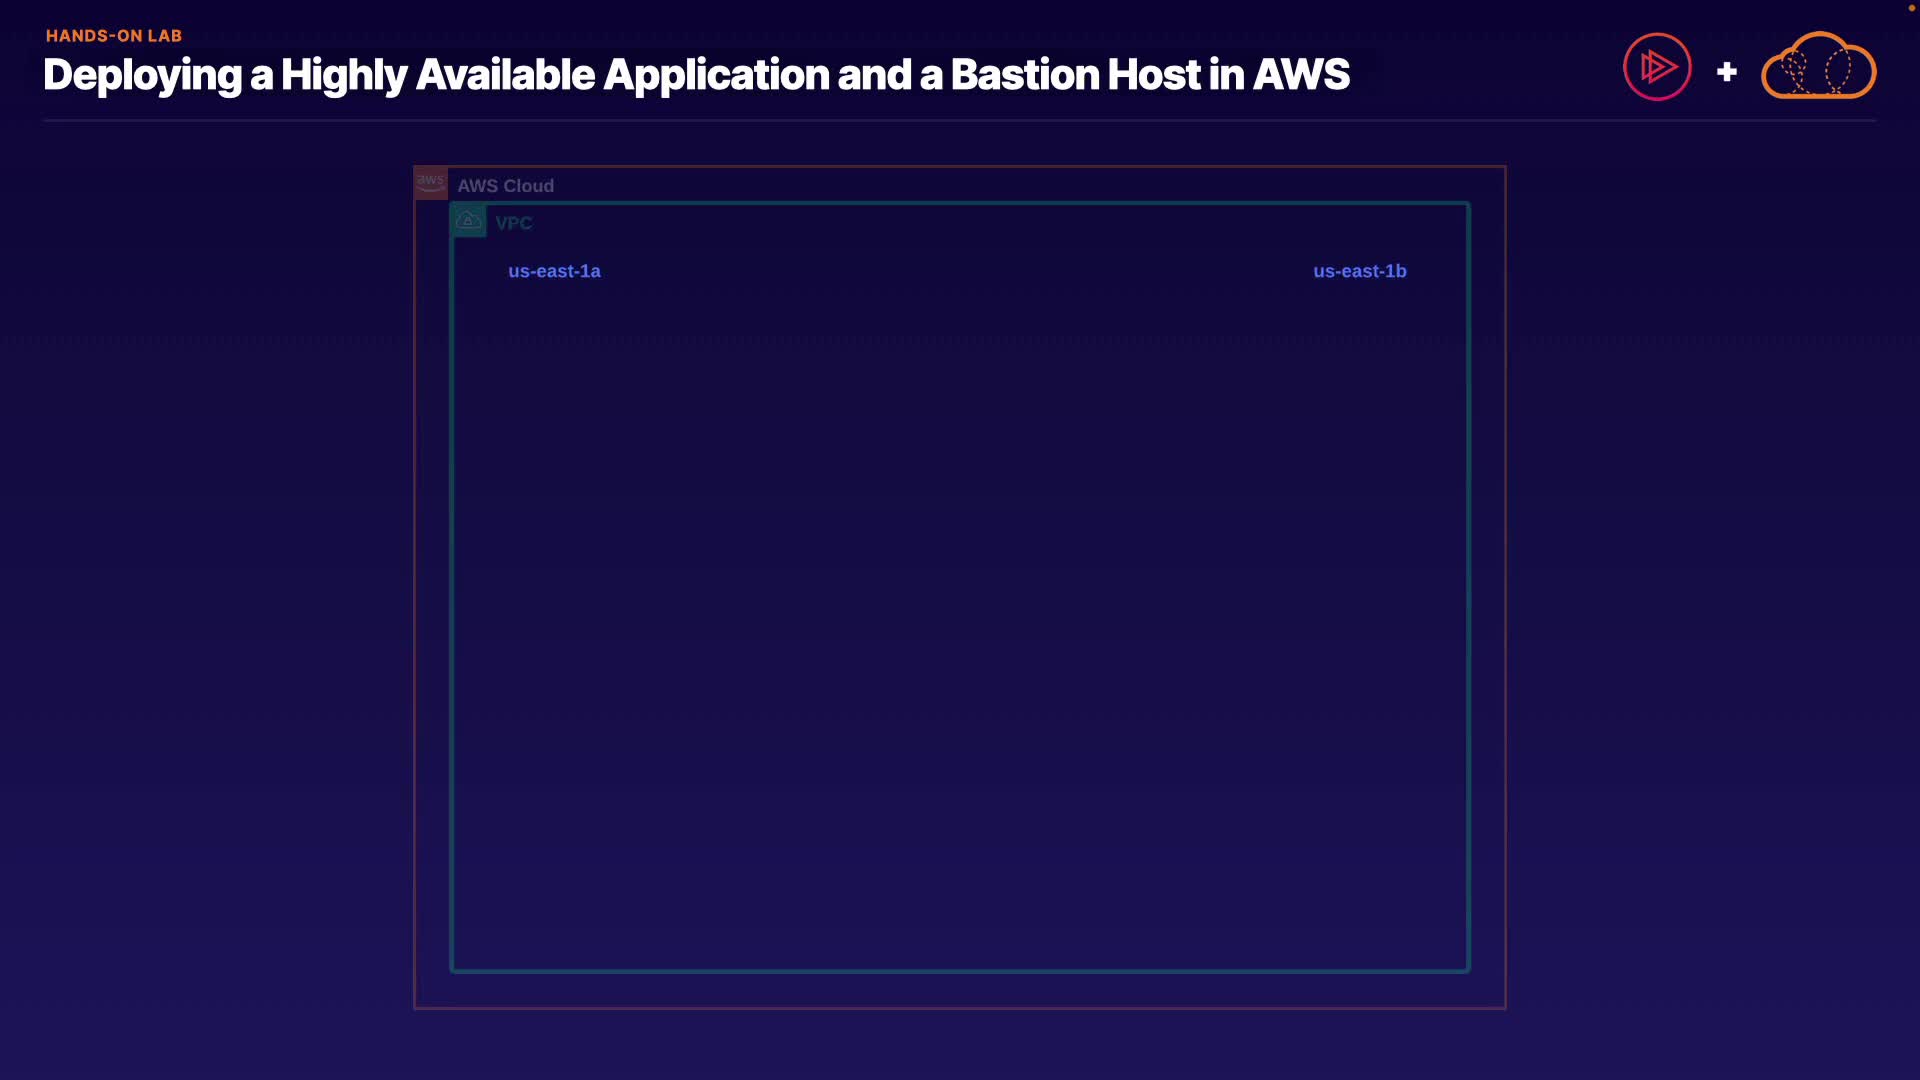 HANDS-ON LAB
Deploying a Highly Available Application and a Bastion Host in AWS
+
aws
AWS Cloud
VPC
us-east-1a
us-east-1b